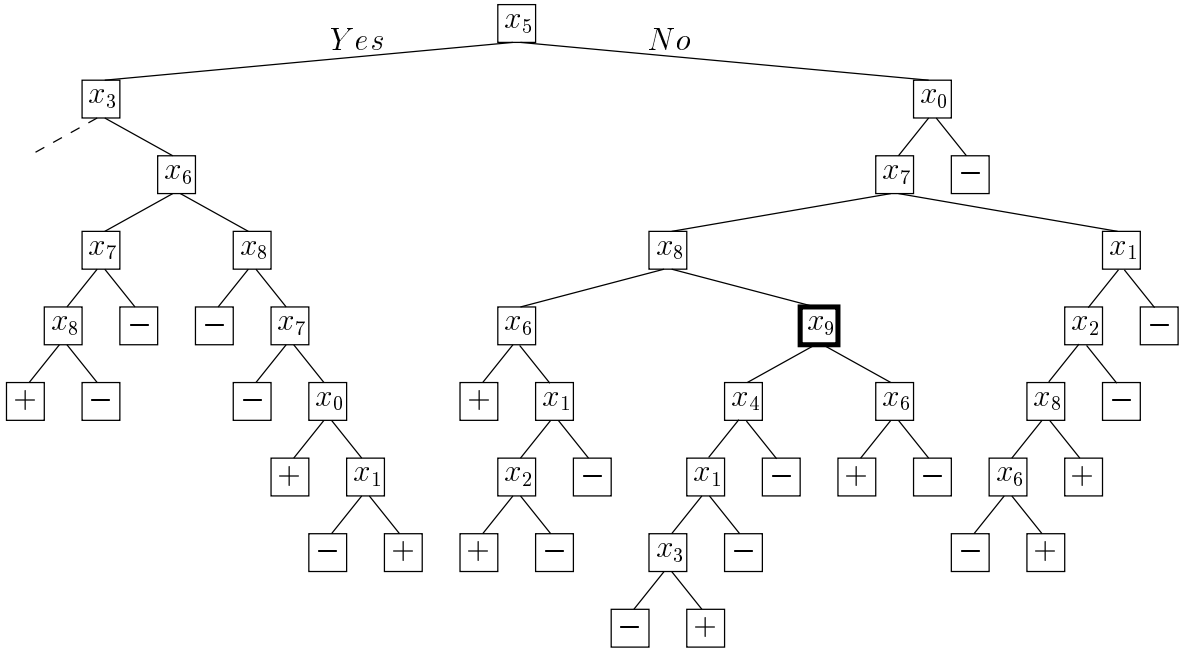 x₅
Yes No
x₃ x₀
x₆ x₇ −
x₇ x₈ x₈ x₁
x₈ − − x₇ x₆ x₉ x₂ −
+ − − x₀ + x₁ x₄ x₆ x₈ −
+ x₁ x₂ − x₁ − + − x₆ +
− + + − x₃ − − +
− +